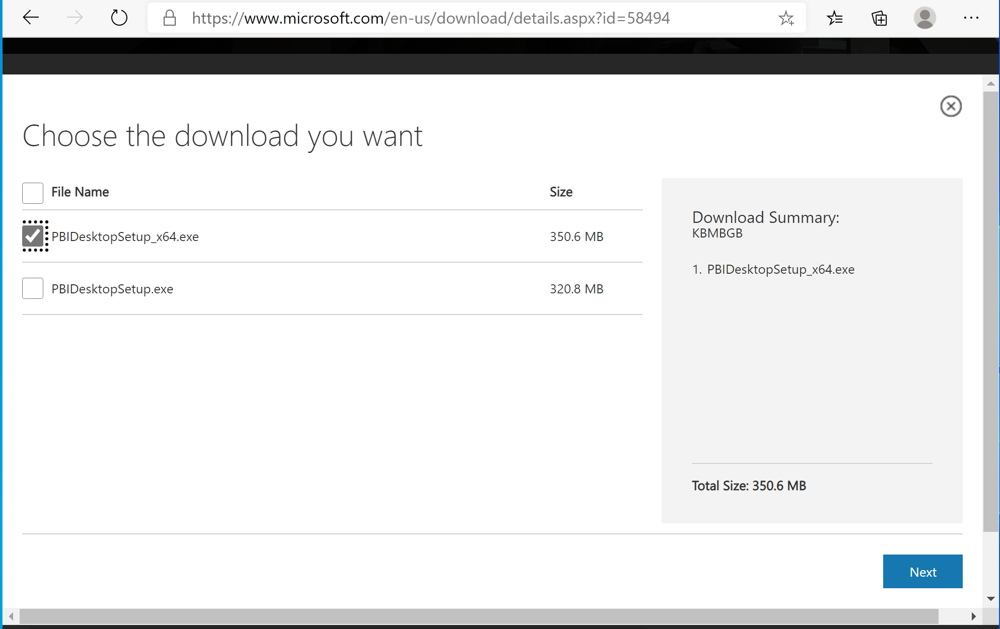 https://www.microsoft.com/en-us/download/details.aspx?id=58494
Choose the download you want
File Name Size
PBIDesktopSetup_x64.exe 350.6 MB
PBIDesktopSetup.exe 320.8 MB
Download Summary:
KBMBGB
1. PBIDesktopSetup_x64.exe
Total Size: 350.6 MB
Next